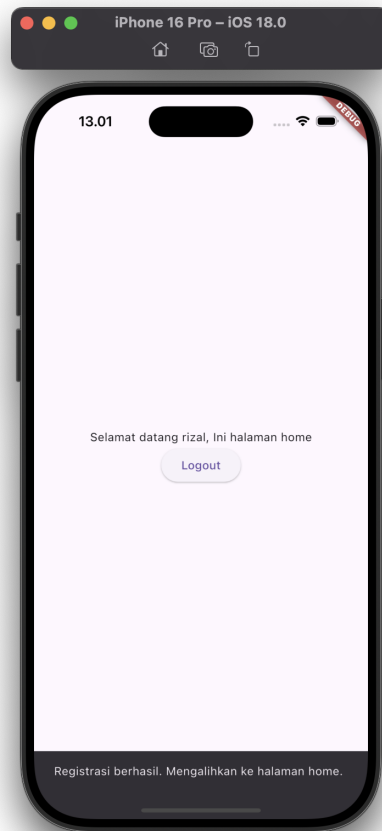 iPhone 16 Pro – iOS 18.0
13.01
DEBUG
Selamat datang rizal, Ini halaman home
Logout
Registrasi berhasil. Mengalihkan ke halaman home.